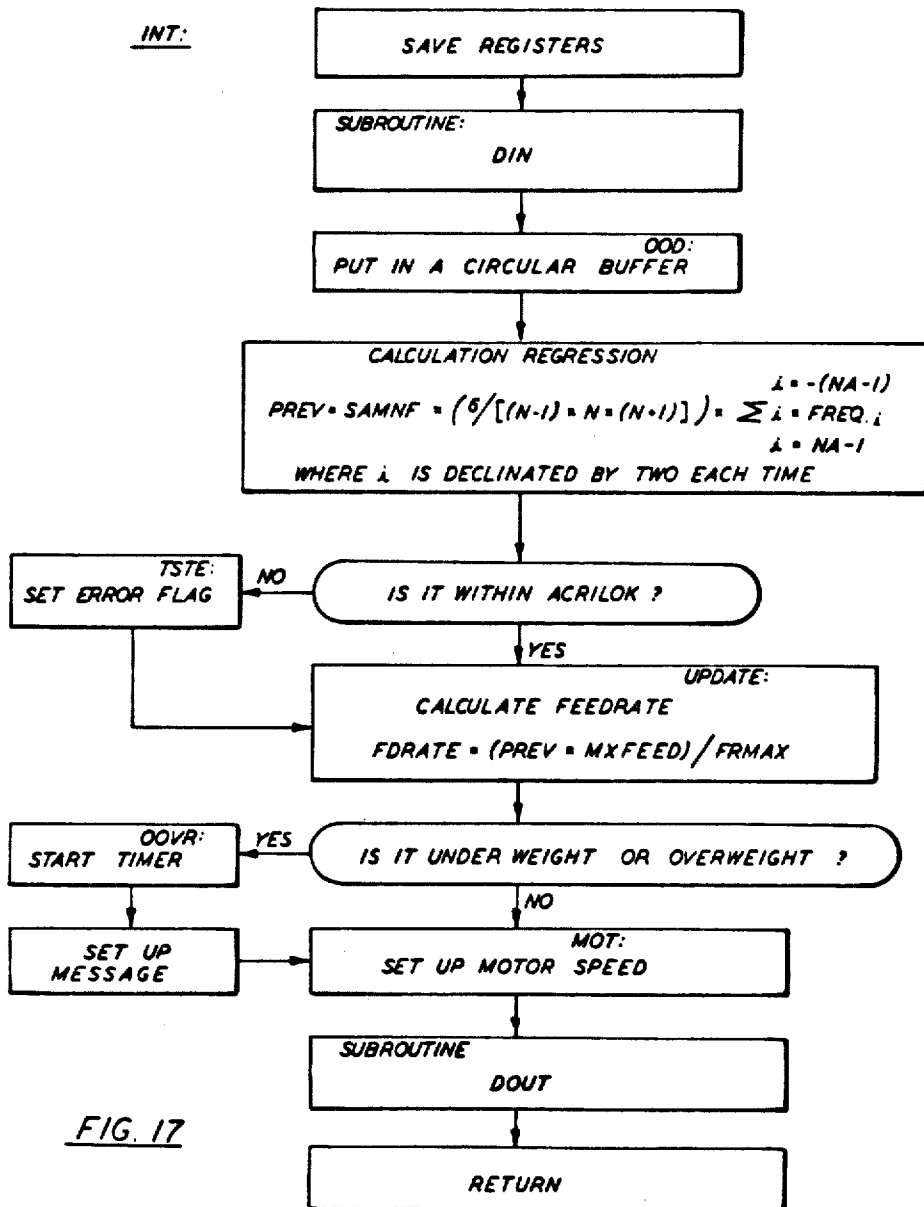 INT:
SAVE REGISTERS
SUBROUTINE:
DIN
OOD:
PUT IN A CIRCULAR BUFFER
CALCULATION REGRESSION
i = -(NA-1)
PREV = SAMNF = (6/[(N-1) = N = (N+1)]) = Σ i = FREQ. i
i = NA-1
WHERE i IS DECLINATED BY TWO EACH TIME
TSTE:
SET ERROR FLAG
NO
IS IT WITHIN ACRILOK ?
YES
UPDATE:
CALCULATE FEEDRATE
FDRATE = (PREV = MXFEED) / FRMAX
OOVR:
START TIMER
YES
IS IT UNDER WEIGHT OR OVERWEIGHT ?
NO
SET UP
MESSAGE
MOT:
SET UP MOTOR SPEED
SUBROUTINE
DOUT
RETURN
FIG. 17